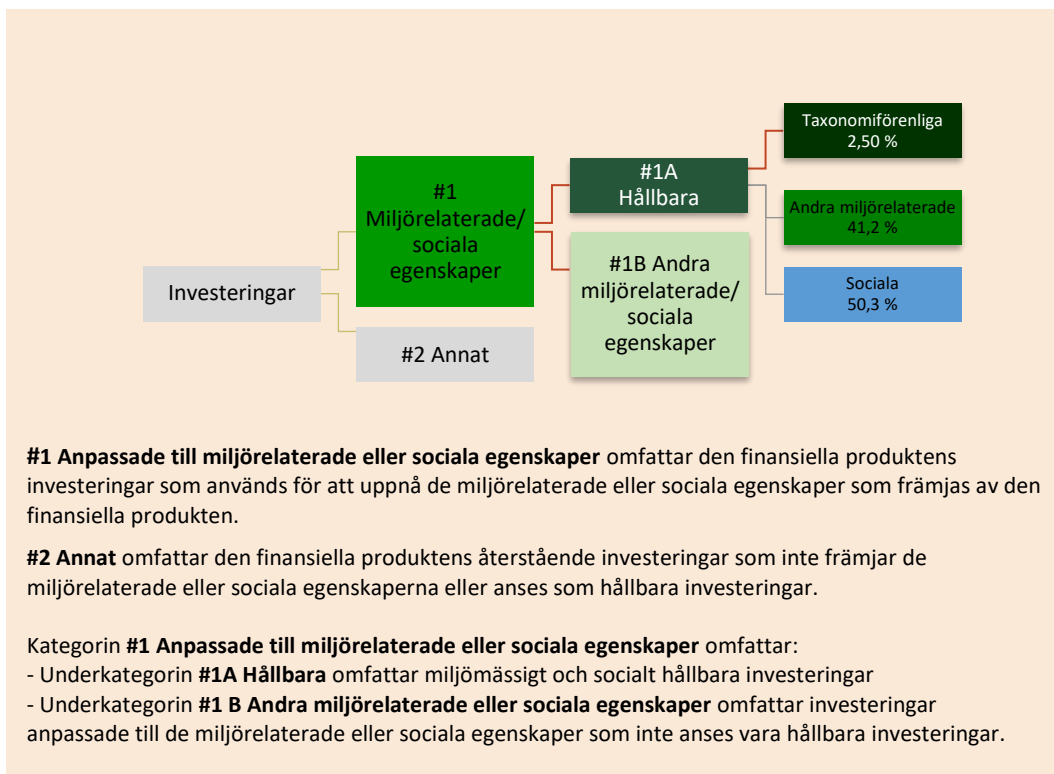 Investeringar
#1
Miljörelaterade/
sociala
egenskaper
#2 Annat
#1A
Hållbara
#1B Andra
miljörelaterade/
sociala
egenskaper
Taxonomiförenliga
2,50 %
Andra miljörelaterade
41,2 %
Sociala
50,3 %
#1 Anpassade till miljörelaterade eller sociala egenskaper omfattar den finansiella produktens
investeringar som används för att uppnå de miljörelaterade eller sociala egenskaper som främjas av den
finansiella produkten.
#2 Annat omfattar den finansiella produktens återstående investeringar som inte främjar de
miljörelaterade eller sociala egenskaperna eller anses som hållbara investeringar.
Kategorin #1 Anpassade till miljörelaterade eller sociala egenskaper omfattar:
- Underkategorin #1A Hållbara omfattar miljömässigt och socialt hållbara investeringar
- Underkategorin #1 B Andra miljörelaterade eller sociala egenskaper omfattar investeringar
anpassade till de miljörelaterade eller sociala egenskaper som inte anses vara hållbara investeringar.